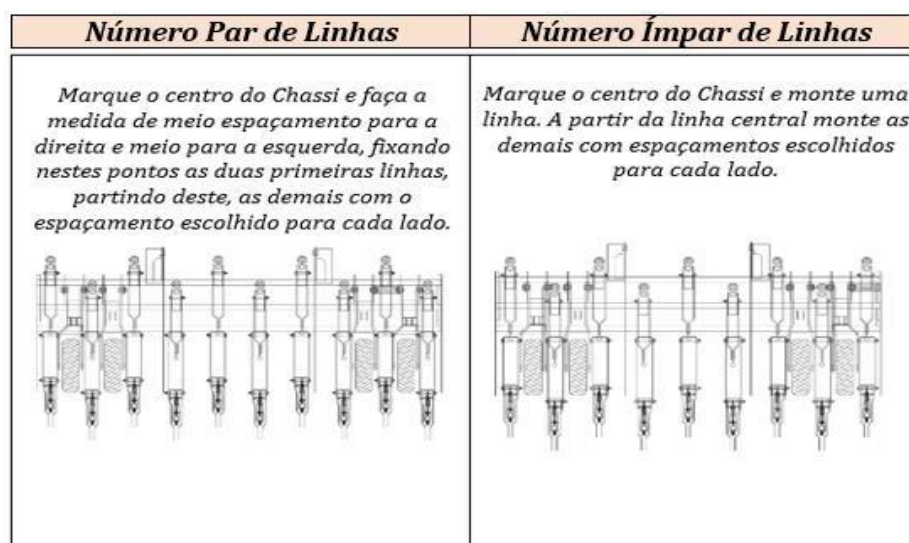 Número Par de Linhas
Número Ímpar de Linhas
Marque o centro do Chassi e faça a
medida de meio espaçamento para a
direita e meio para a esquerda, fixando
nestes pontos as duas primeiras linhas,
partindo deste, as demais com o
espaçamento escolhido para cada lado.
Marque o centro do Chassi e monte uma
linha. A partir da linha central monte as
demais com espaçamentos escolhidos
para cada lado.